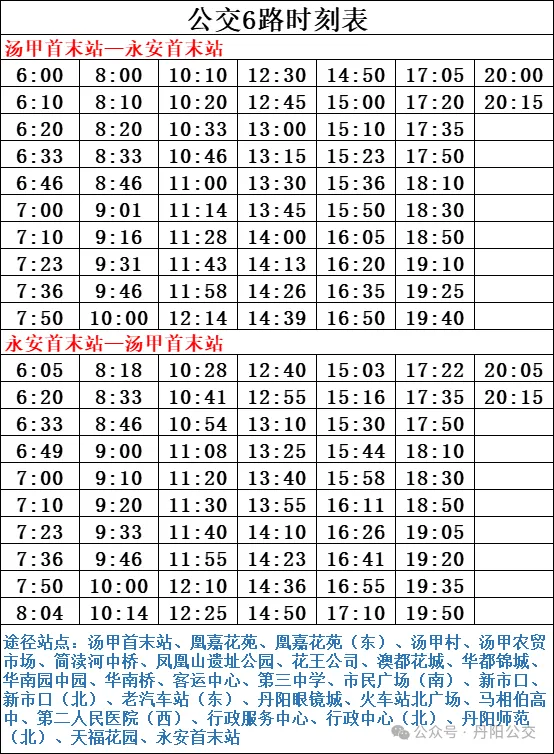 公交6路时刻表
汤甲首末站—永安首末站
6:00 8:00 10:10 12:30 14:50 17:05 20:00
6:10 8:10 10:20 12:45 15:00 17:20 20:15
6:20 8:20 10:33 13:00 15:10 17:35
6:33 8:33 10:46 13:15 15:23 17:50
6:46 8:46 11:00 13:30 15:36 18:10
7:00 9:01 11:14 13:45 15:50 18:30
7:10 9:16 11:28 14:00 16:05 18:50
7:23 9:31 11:43 14:13 16:20 19:10
7:36 9:46 11:58 14:26 16:35 19:25
7:50 10:00 12:14 14:39 16:50 19:40
永安首末站—汤甲首末站
6:05 8:18 10:28 12:40 15:03 17:22 20:05
6:20 8:33 10:41 12:55 15:16 17:35 20:15
6:33 8:46 10:54 13:10 15:30 17:50
6:49 9:00 11:08 13:25 15:44 18:10
7:00 9:10 11:20 13:40 15:58 18:30
7:10 9:20 11:30 13:55 16:11 18:50
7:23 9:33 11:40 14:10 16:26 19:05
7:36 9:46 11:55 14:23 16:41 19:20
7:50 10:00 12:10 14:36 16:55 19:35
8:04 10:14 12:25 14:50 17:10 19:50
途径站点：汤甲首末站、凰嘉花苑、凰嘉花苑（东）、汤甲村、汤甲农贸
市场、简渎河中桥、凤凰山遗址公园、花王公司、澳都花城、华都锦城、
华南园中园、华南桥、客运中心、第三中学、市民广场（南）、新市口、
新市口（北）、老汽车站（东）、丹阳眼镜城、火车站北广场、马相伯高
中、第二人民医院（西）、行政服务中心、行政中心（北）、丹阳师范
（北）、天福花园、永安首末站
公众号·丹阳公交